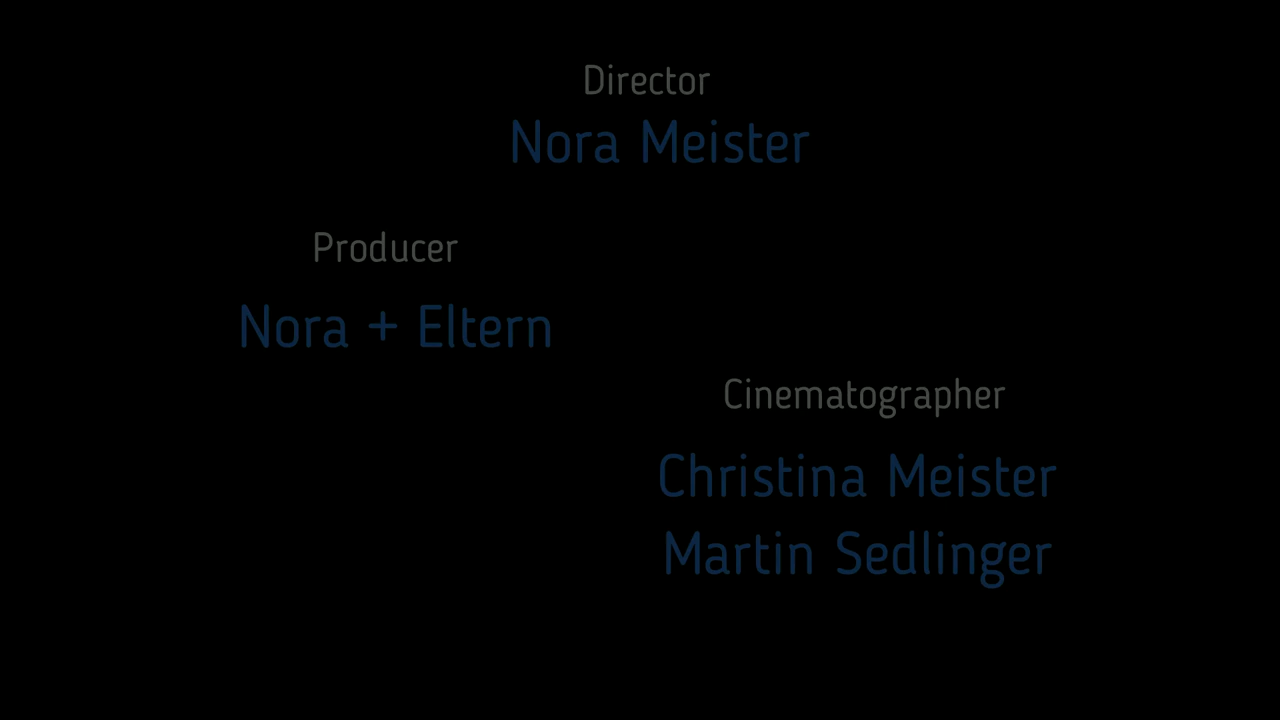 Director
Nora Meister
Producer
Nora + Eltern
Cinematographer
Christina Meister
Martin Sedlinger